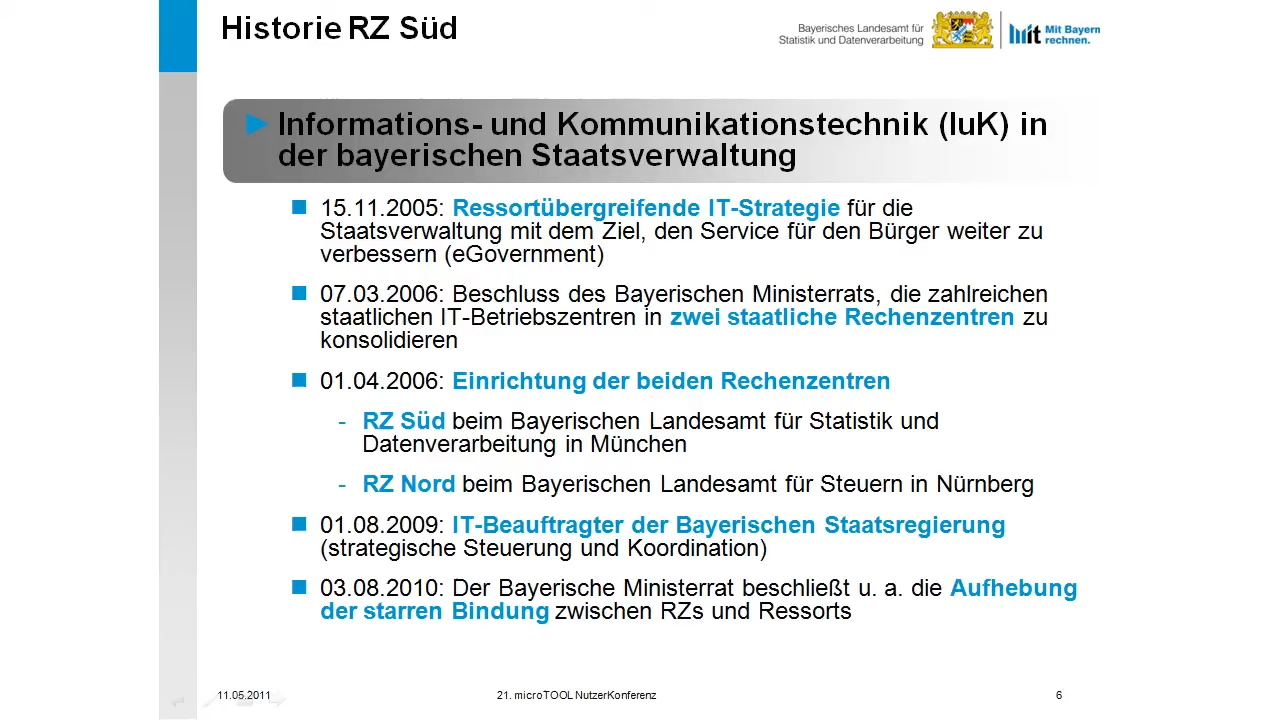 Historie RZ Süd
Bayerisches Landesamt für
Statistik und Datenverarbeitung
Mit Bayern
rechnen.
Informations- und Kommunikationstechnik (IuK) in
der bayerischen Staatsverwaltung
15.11.2005: Ressortübergreifende IT-Strategie für die
Staatsverwaltung mit dem Ziel, den Service für den Bürger weiter zu
verbessern (eGovernment)
07.03.2006: Beschluss des Bayerischen Ministerrats, die zahlreichen
staatlichen IT-Betriebszentren in zwei staatliche Rechenzentren zu
konsolidieren
01.04.2006: Einrichtung der beiden Rechenzentren
- RZ Süd beim Bayerischen Landesamt für Statistik und
Datenverarbeitung in München
- RZ Nord beim Bayerischen Landesamt für Steuern in Nürnberg
01.08.2009: IT-Beauftragter der Bayerischen Staatsregierung
(strategische Steuerung und Koordination)
03.08.2010: Der Bayerische Ministerrat beschließt u. a. die Aufhebung
der starren Bindung zwischen RZs und Ressorts
11.05.2011
21. microTOOL NutzerKonferenz
6